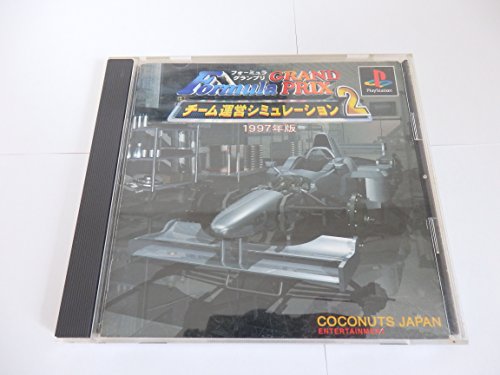 フォーミュラ
グランプリ
Formula GRAND PRIX
チーム運営シミュレーション 2
1997年版
PlayStation
COCONUTS JAPAN
ENTERTAINMENT